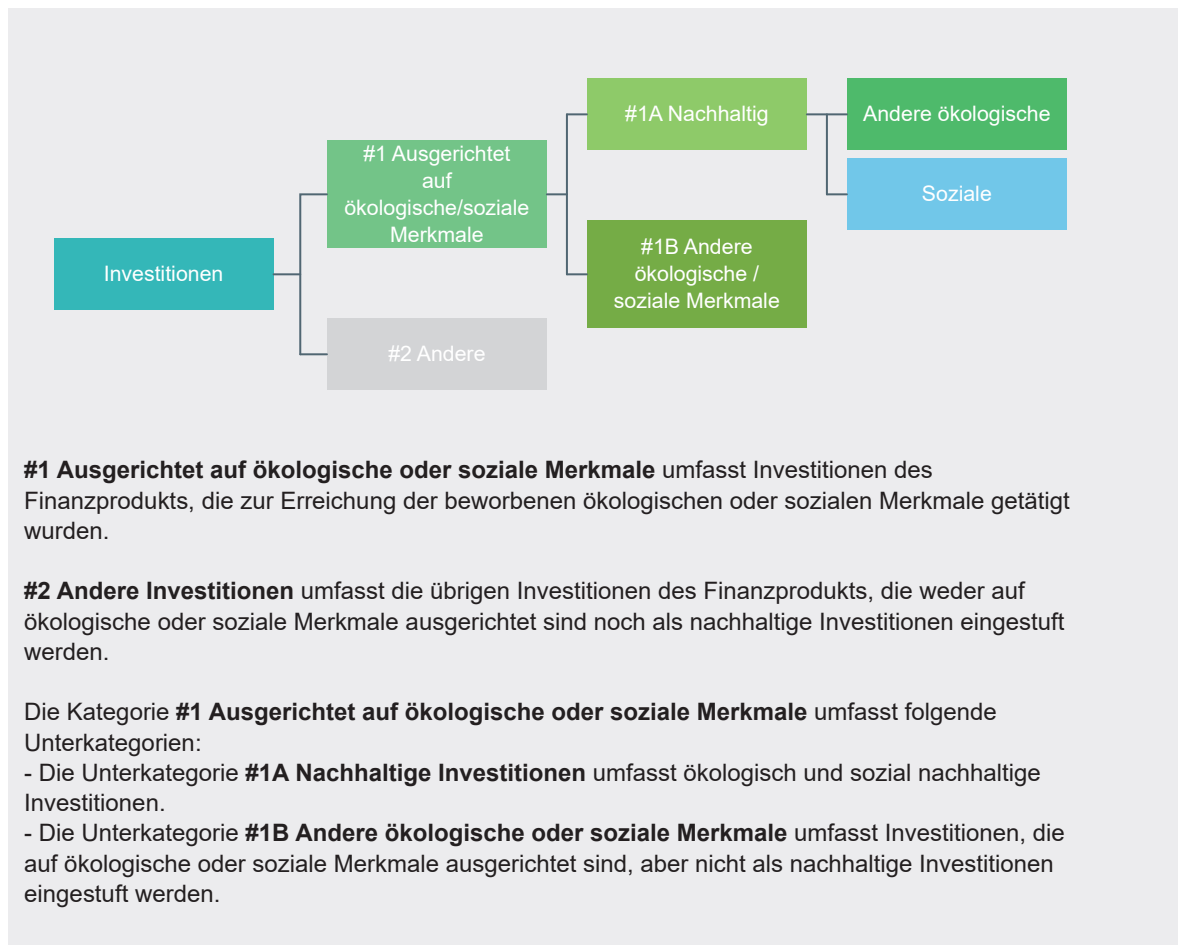 #1A Nachhaltig
Andere ökologische
#1 Ausgerichtet
auf
ökologische/soziale
Merkmale
Soziale
Investitionen
#1B Andere
ökologische /
soziale Merkmale
#2 Andere
#1 Ausgerichtet auf ökologische oder soziale Merkmale umfasst Investitionen des
Finanzprodukts, die zur Erreichung der beworbenen ökologischen oder sozialen Merkmale getätigt
wurden.
#2 Andere Investitionen umfasst die übrigen Investitionen des Finanzprodukts, die weder auf
ökologische oder soziale Merkmale ausgerichtet sind noch als nachhaltige Investitionen eingestuft
werden.
Die Kategorie #1 Ausgerichtet auf ökologische oder soziale Merkmale umfasst folgende
Unterkategorien:
- Die Unterkategorie #1A Nachhaltige Investitionen umfasst ökologisch und sozial nachhaltige
Investitionen.
- Die Unterkategorie #1B Andere ökologische oder soziale Merkmale umfasst Investitionen, die
auf ökologische oder soziale Merkmale ausgerichtet sind, aber nicht als nachhaltige Investitionen
eingestuft werden.